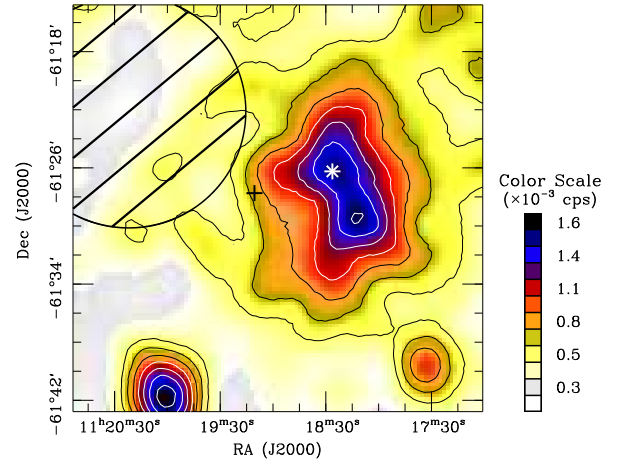 −61°18′
−61°26′
−61°34′
−61°42′
Dec (J2000)
11ʰ20ᵐ30ˢ
19ᵐ30ˢ
18ᵐ30ˢ
17ᵐ30ˢ
RA (J2000)
Color Scale
(×10⁻³ cps)
1.6
1.4
1.1
0.8
0.5
0.3